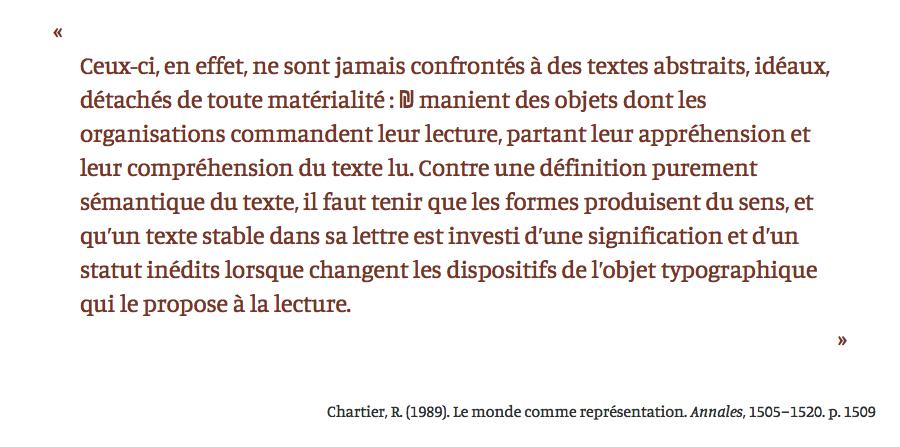 «
Ceux-ci, en effet, ne sont jamais confrontés à des textes abstraits, idéaux,
détachés de toute matérialité : ₪ manient des objets dont les
organisations commandent leur lecture, partant leur appréhension et
leur compréhension du texte lu. Contre une définition purement
sémantique du texte, il faut tenir que les formes produisent du sens, et
qu’un texte stable dans sa lettre est investi d’une signification et d’un
statut inédits lorsque changent les dispositifs de l’objet typographique
qui le propose à la lecture.
»
Chartier, R. (1989). Le monde comme représentation. Annales, 1505–1520. p. 1509